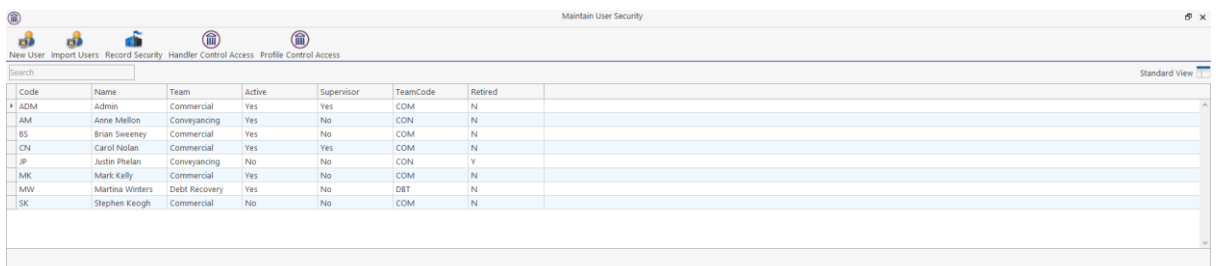 Maintain User Security
New User Import Users Record Security Handler Control Access Profile Control Access
Search Standard View
Code Name Team Active Supervisor TeamCode Retired
ADM Admin Commercial Yes Yes COM N
AM Anne Mellon Conveyancing Yes No CON N
BS Brian Sweeney Commercial Yes No COM N
CN Carol Nolan Commercial Yes Yes COM N
JP Justin Phelan Conveyancing No No CON Y
MK Mark Kelly Commercial Yes No COM N
MW Martina Winters Debt Recovery Yes No DBT N
SK Stephen Keogh Commercial No No COM N